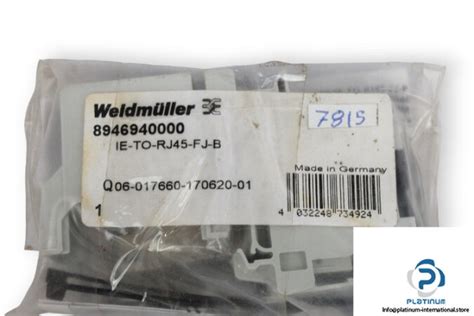 Weidmüller
8946940000
IE-TO-RJ45-FJ-B
7815
Made in Germany
Q06-017660-170620-01
1
4 032248 734924
PLATINUM
Info@platinum-international.store